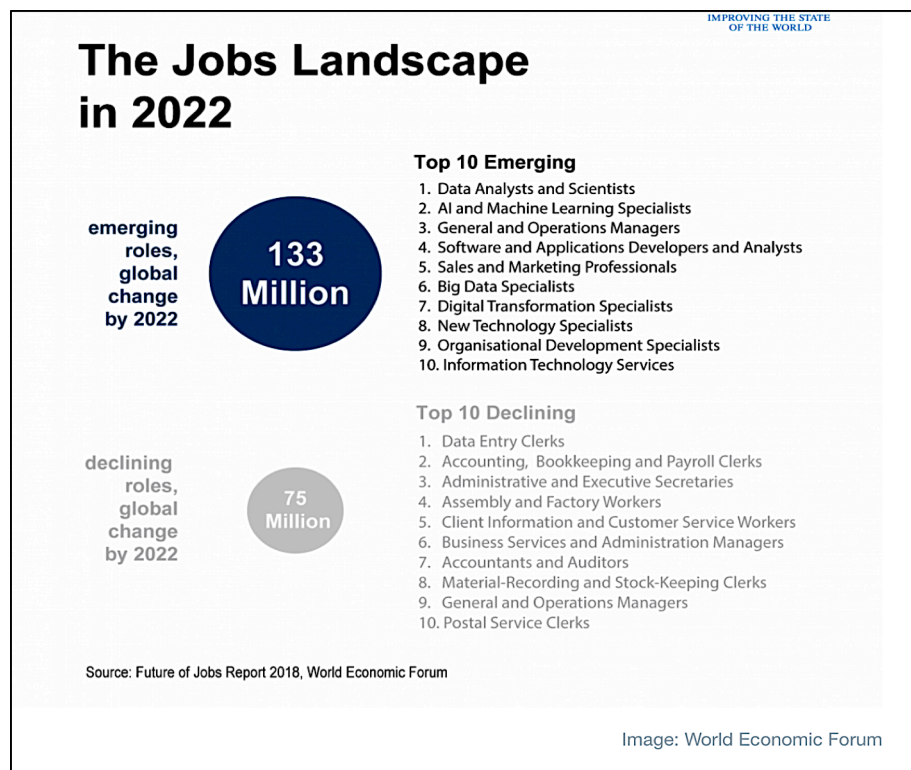 IMPROVING THE STATE
OF THE WORLD
The Jobs Landscape
in 2022
emerging
roles,
global
change
by 2022
133
Million
Top 10 Emerging
1. Data Analysts and Scientists
2. AI and Machine Learning Specialists
3. General and Operations Managers
4. Software and Applications Developers and Analysts
5. Sales and Marketing Professionals
6. Big Data Specialists
7. Digital Transformation Specialists
8. New Technology Specialists
9. Organisational Development Specialists
10. Information Technology Services
declining
roles,
global
change
by 2022
75
Million
Top 10 Declining
1. Data Entry Clerks
2. Accounting, Bookkeeping and Payroll Clerks
3. Administrative and Executive Secretaries
4. Assembly and Factory Workers
5. Client Information and Customer Service Workers
6. Business Services and Administration Managers
7. Accountants and Auditors
8. Material-Recording and Stock-Keeping Clerks
9. General and Operations Managers
10. Postal Service Clerks
Source: Future of Jobs Report 2018, World Economic Forum
Image: World Economic Forum